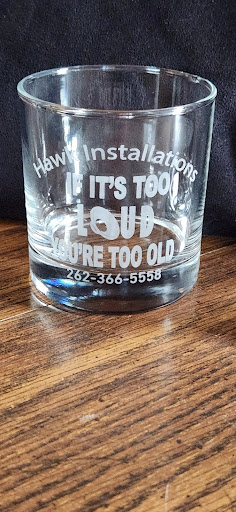 Hawk Installations
IF IT'S TOO
LOUD
YOU'RE TOO OLD
262-366-5558